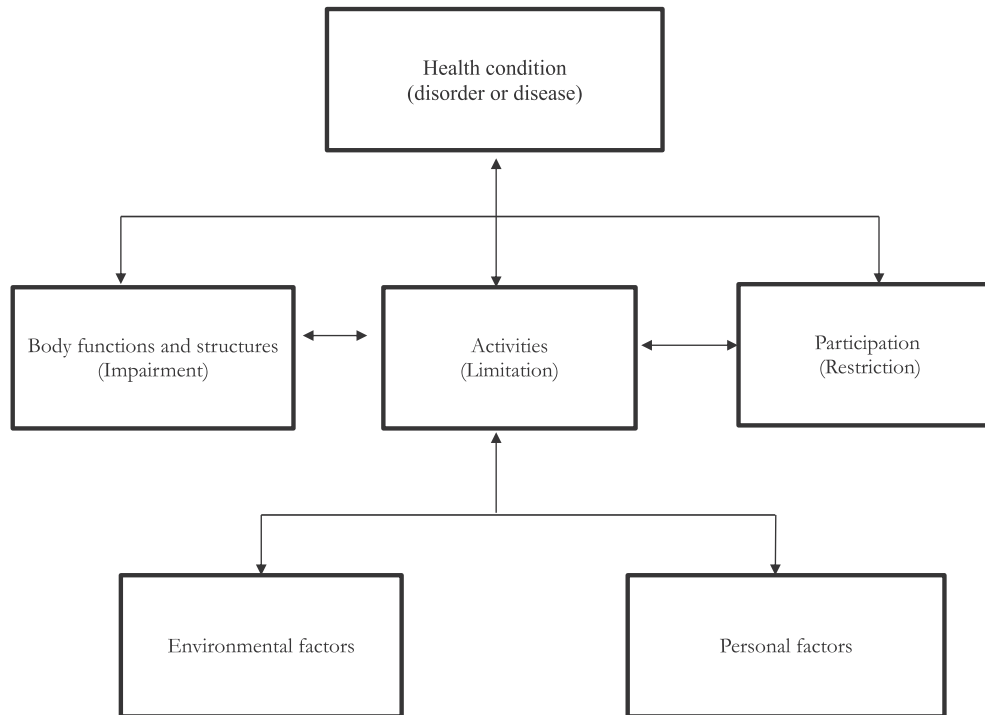 Health condition
(disorder or disease)
Body functions and structures
(Impairment)
Activities
(Limitation)
Participation
(Restriction)
Environmental factors
Personal factors